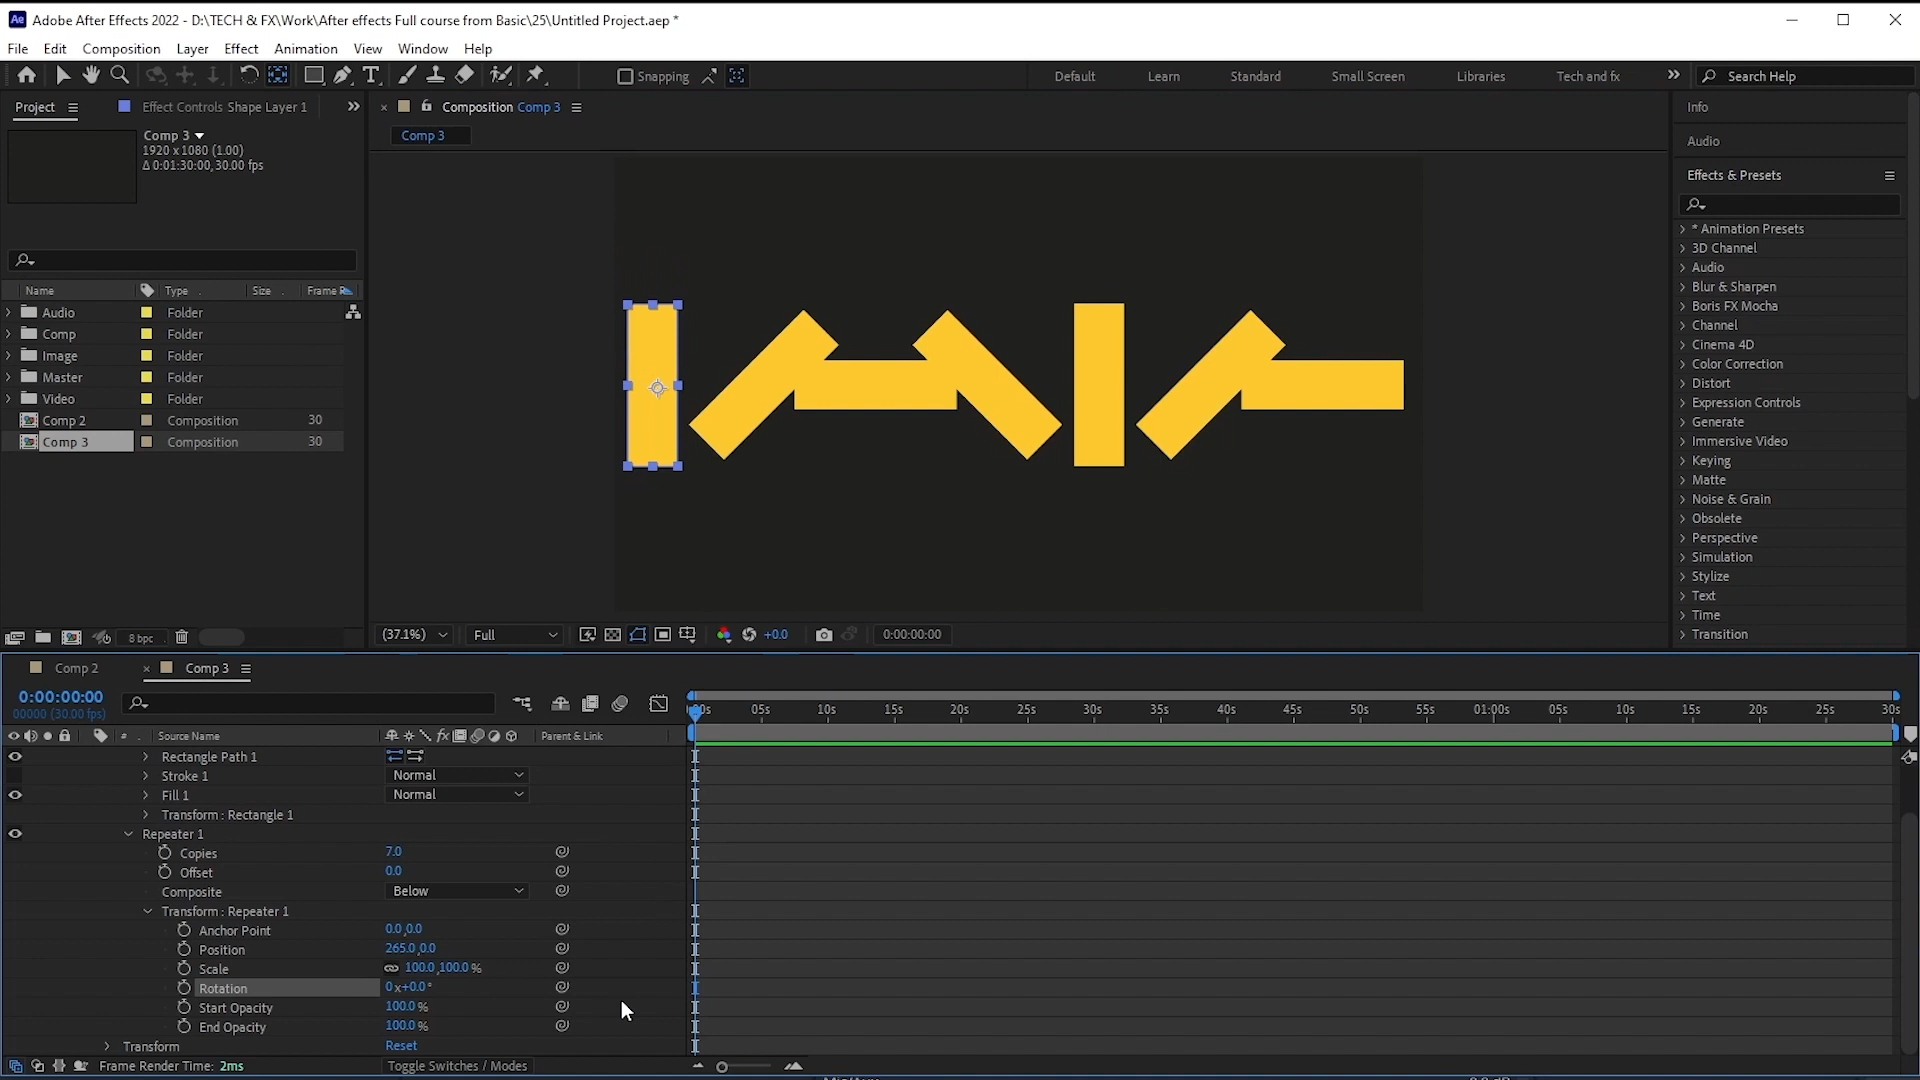 Adobe After Effects 2022 - D:\TECH & FX\Work\After effects Full course from Basic\25\Untitled Project.aep *
File Edit Composition Layer Effect Animation View Window Help
Snapping Default Learn Standard Small Screen Libraries Tech and fx Search Help
Project Effect Controls Shape Layer 1
Composition Comp 3
Comp 3
Comp 3
1920 x 1080 (1.00)
Δ 0:01:30:00, 30.00 fps
Name Type Size Frame R
Audio Folder
Comp Folder
Image Folder
Master Folder
Video Folder
Comp 2 Composition 30
Comp 3 Composition 30
8 bpc
(37.1%) Full +0.0 0:00:00:00
Info
Audio
Effects & Presets
* Animation Presets
3D Channel
Audio
Blur & Sharpen
Boris FX Mocha
Channel
Cinema 4D
Color Correction
Distort
Expression Controls
Generate
Immersive Video
Keying
Matte
Noise & Grain
Obsolete
Perspective
Simulation
Stylize
Text
Time
Transition
Comp 2 Comp 3
0:00:00:00
00000 (30.00 fps)
:00s 05s 10s 15s 20s 25s 30s 35s 40s 45s 50s 55s 01:00s 05s 10s 15s 20s 25s 30s
# Source Name fx Parent & Link
Rectangle Path 1
Stroke 1 Normal
Fill 1 Normal
Transform : Rectangle 1
Repeater 1
Copies 7.0
Offset 0.0
Composite Below
Transform : Repeater 1
Anchor Point 0.0,0.0
Position 265.0,0.0
Scale 100.0,100.0 %
Rotation 0 x+0.0 °
Start Opacity 100.0 %
End Opacity 100.0 %
Transform Reset
Frame Render Time: 2ms Toggle Switches / Modes